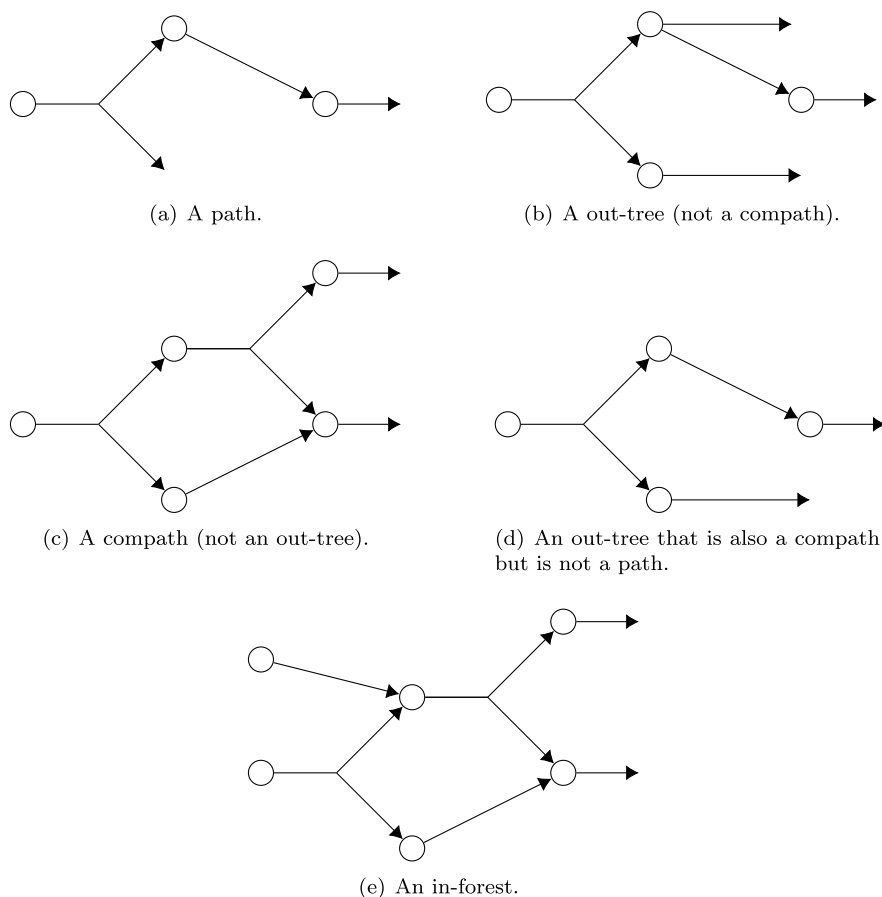 (a) A path.
(b) A out-tree (not a compath).
(c) A compath (not an out-tree).
(d) An out-tree that is also a compath
but is not a path.
(e) An in-forest.